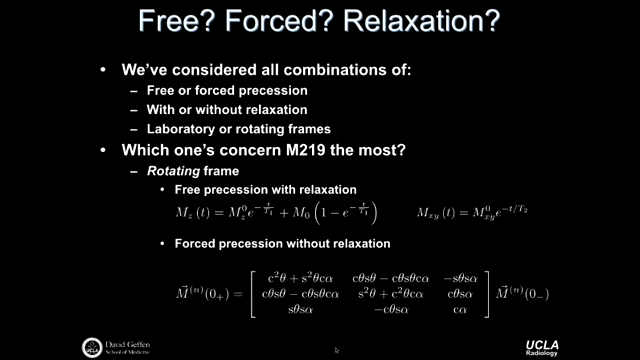 Free? Forced? Relaxation?
• We've considered all combinations of:
– Free or forced precession
– With or without relaxation
– Laboratory or rotating frames
• Which one's concern M219 the most?
– Rotating frame
• Free precession with relaxation
M_z (t) = M_z^0 e^{-t/T_1} + M_0 (1 − e^{-t/T_1}) M_xy (t) = M_xy^0 e^{-t/T_2}
• Forced precession without relaxation
c²θ + s²θcα cθsθ − cθsθcα −sθsα
M⃗^(n)(0_+) = [ cθsθ − cθsθcα s²θ + c²θcα cθsα ] M⃗^(n)(0_−)
sθsα −cθsα cα
UCLA David Geffen School of Medicine
UCLA
Radiology